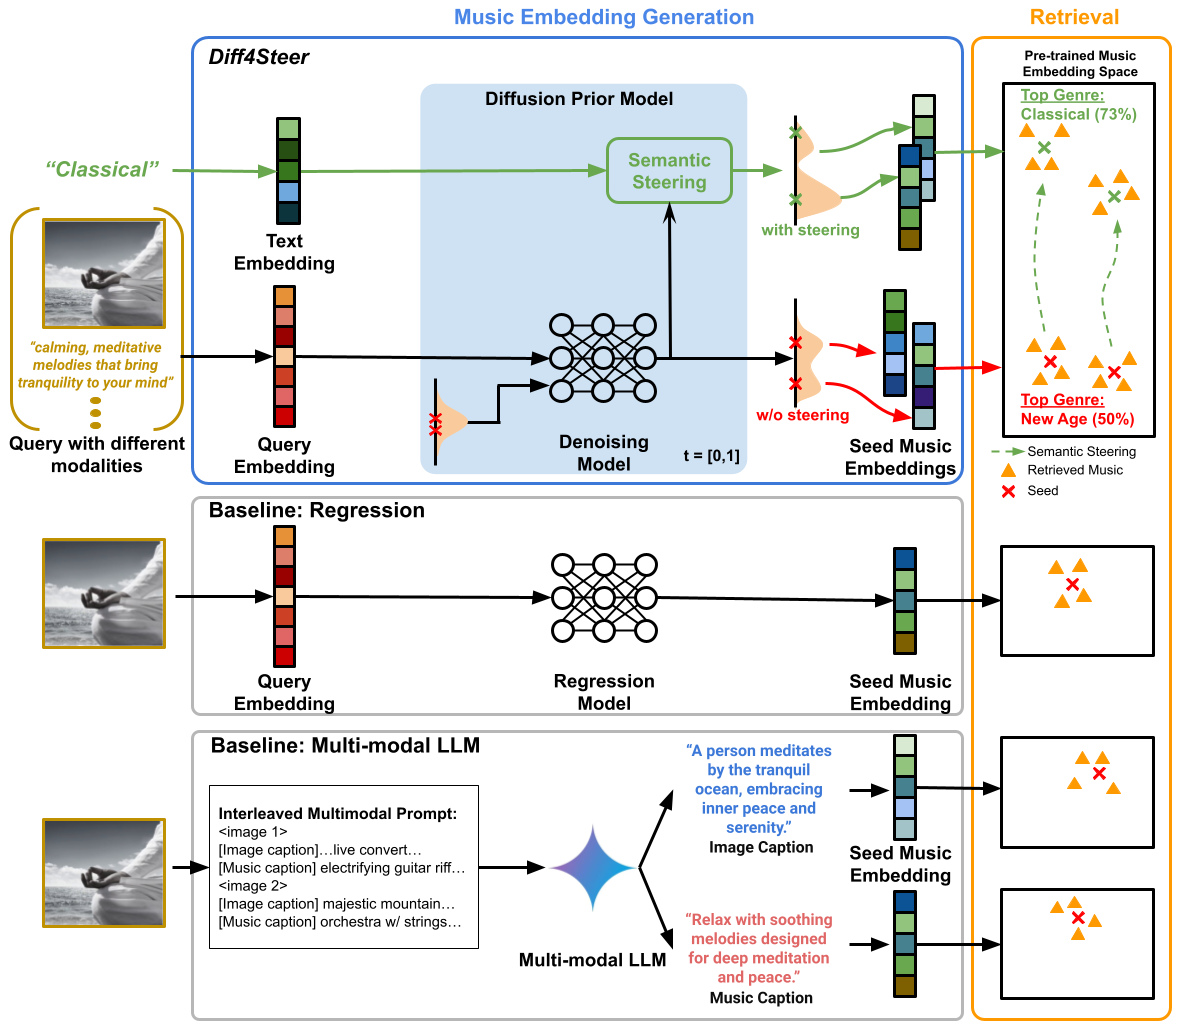 Music Embedding Generation
Retrieval
Diff4Steer
Pre-trained Music
Embedding Space
Diffusion Prior Model
Top Genre:
Classical (73%)
“Classical”
Semantic
Steering
with steering
Text
Embedding
“calming, meditative
melodies that bring
tranquility to your mind”
Query with different
modalities
Query
Embedding
Denoising
Model
t = [0,1]
w/o steering
Seed Music
Embeddings
Top Genre:
New Age (50%)
Semantic Steering
Retrieved Music
Seed
Baseline: Regression
Query
Embedding
Regression
Model
Seed Music
Embedding
Baseline: Multi-modal LLM
Interleaved Multimodal Prompt:
<image 1>
[Image caption]…live convert…
[Music caption] electrifying guitar riff…
<image 2>
[Image caption] majestic mountain…
[Music caption] orchestra w/ strings…
Multi-modal LLM
“A person meditates
by the tranquil
ocean, embracing
inner peace and
serenity.”
Image Caption
Seed Music
Embedding
“Relax with soothing
melodies designed
for deep meditation
and peace.”
Music Caption